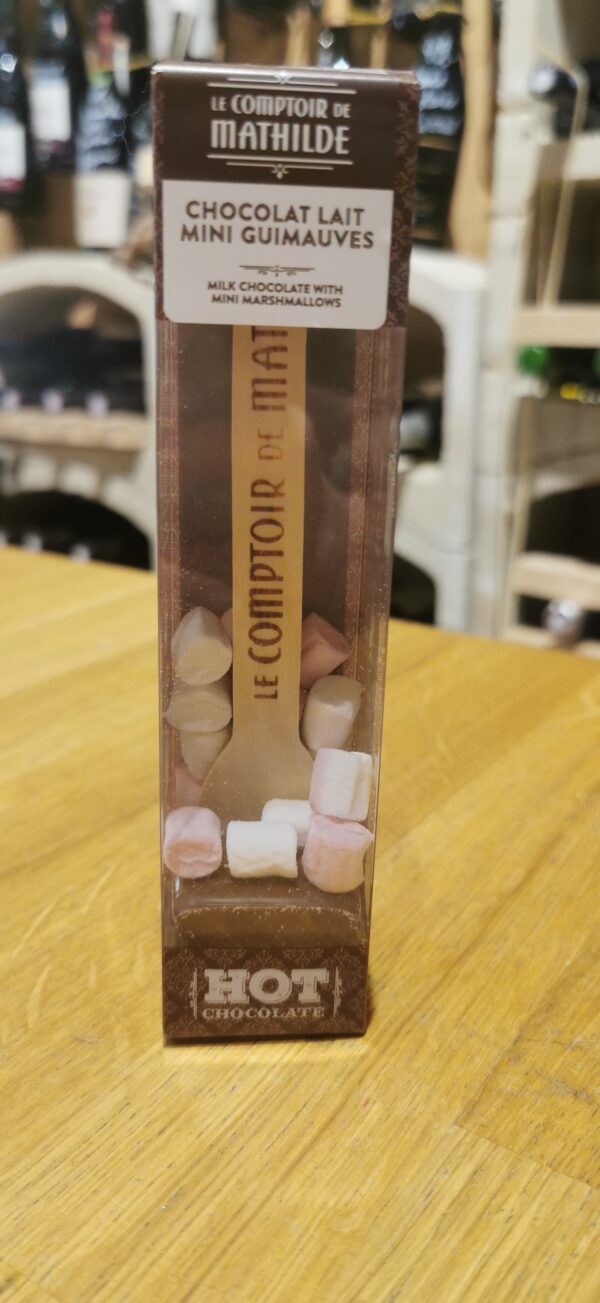 LE COMPTOIR DE
MATHILDE
CHOCOLAT LAIT
MINI GUIMAUVES
MILK CHOCOLATE WITH
MINI MARSHMALLOWS
LE COMPTOIR DE MAT
HOT
CHOCOLATE